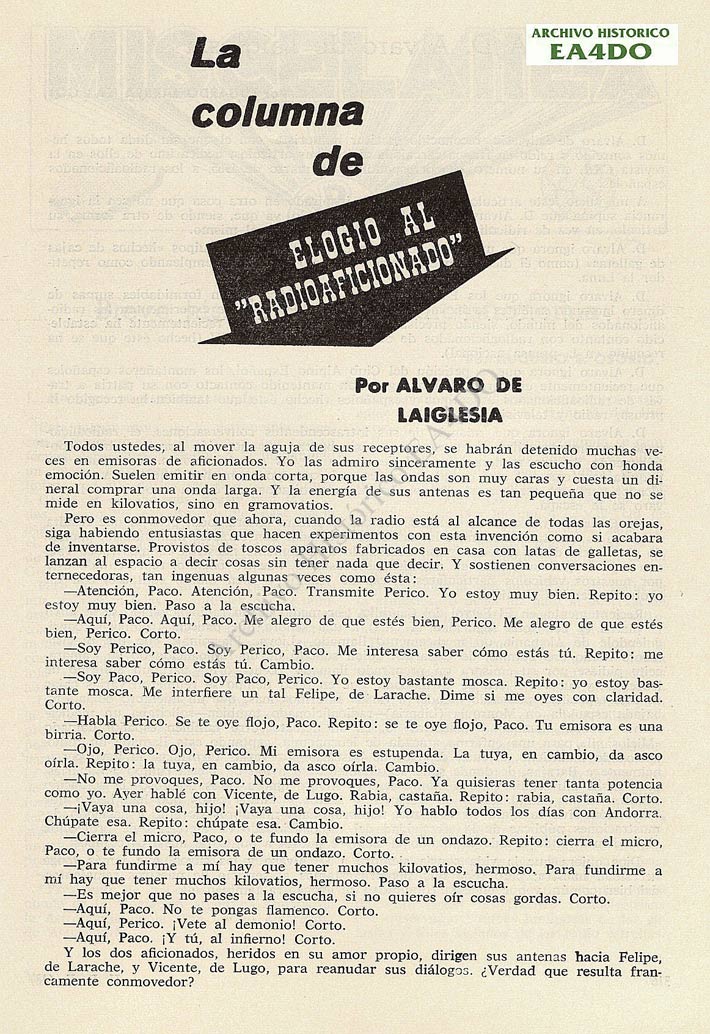 ARCHIVO HISTORICO
EA4DO
La
columna
de
ELOGIO AL
"RADIOAFICIONADO"
Por ALVARO DE
LAIGLESIA
Todos ustedes, al mover la aguja de sus receptores, se habrán detenido muchas ve-
ces en emisoras de aficionados. Yo las admiro sinceramente y las escucho con honda
emoción. Suelen emitir en onda corta, porque las ondas son muy caras y cuesta un di-
neral comprar una onda larga. Y la energía de sus antenas es tan pequeña que no se
mide en kilovatios, sino en gramovatios.
Pero es conmovedor que ahora, cuando la radio está al alcance de todas las orejas,
siga habiendo entusiastas que hacen experimentos con esta invención como si acabara
de inventarse. Provistos de toscos aparatos fabricados en casa con latas de galletas, se
lanzan al espacio a decir cosas sin tener nada que decir. Y sostienen conversaciones en-
ternecedoras, tan ingenuas algunas veces como ésta:
—Atención, Paco. Atención, Paco. Transmite Perico. Yo estoy muy bien. Repito: yo
estoy muy bien. Paso a la escucha.
—Aquí, Paco. Aquí, Paco. Me alegro de que estés bien, Perico. Me alegro de que estés
bien, Perico. Corto.
—Soy Perico, Paco. Soy Perico, Paco. Me interesa saber cómo estás tú. Repito: me
interesa saber cómo estás tú. Cambio.
—Soy Paco, Perico. Soy Paco, Perico. Yo estoy bastante mosca. Repito: yo estoy bas-
tante mosca. Me interfiere un tal Felipe, de Larache. Dime si me oyes con claridad.
Corto.
—Habla Perico. Se te oye flojo, Paco. Repito: se te oye flojo, Paco. Tu emisora es una
birria. Corto.
—Ojo, Perico. Ojo, Perico. Mi emisora es estupenda. La tuya, en cambio, da asco
oírla. Repito: la tuya, en cambio, da asco oírla. Cambio.
—No me provoques, Paco. No me provoques, Paco. Ya quisieras tener tanta potencia
como yo. Ayer hablé con Vicente, de Lugo. Rabia, castaña. Repito: rabia, castaña. Corto.
—¡Vaya una cosa, hijo! ¡Vaya una cosa, hijo! Yo hablo todos los días con Andorra.
Chúpate esa. Repito: chúpate esa. Cambio.
—Cierra el micro, Paco, o te fundo la emisora de un ondazo. Repito: cierra el micro,
Paco, o te fundo la emisora de un ondazo. Corto.
—Para fundirme a mí hay que tener muchos kilovatios, hermoso. Para fundirme a
mí hay que tener muchos kilovatios, hermoso. Paso a la escucha.
—Es mejor que no pases a la escucha, si no quieres oír cosas gordas. Corto.
—Aquí, Paco. No te pongas flamenco. Corto.
—Aquí, Perico. ¡Vete al demonio! Corto.
—Aquí, Paco. ¡Y tú, al infierno! Corto.
Y los dos aficionados, heridos en su amor propio, dirigen sus antenas hacia Felipe,
de Larache, y Vicente, de Lugo, para reanudar sus diálogos. ¿Verdad que resulta fran-
camente conmovedor?
Archivo Histórico EA4DO